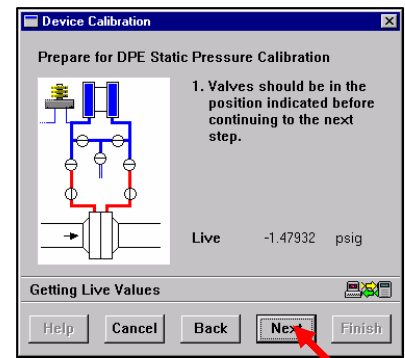 Device Calibration
Prepare for DPE Static Pressure Calibration
1. Valves should be in the
position indicated before
continuing to the next
step.
Live -1.47932 psig
Getting Live Values
Help Cancel Back Next Finish